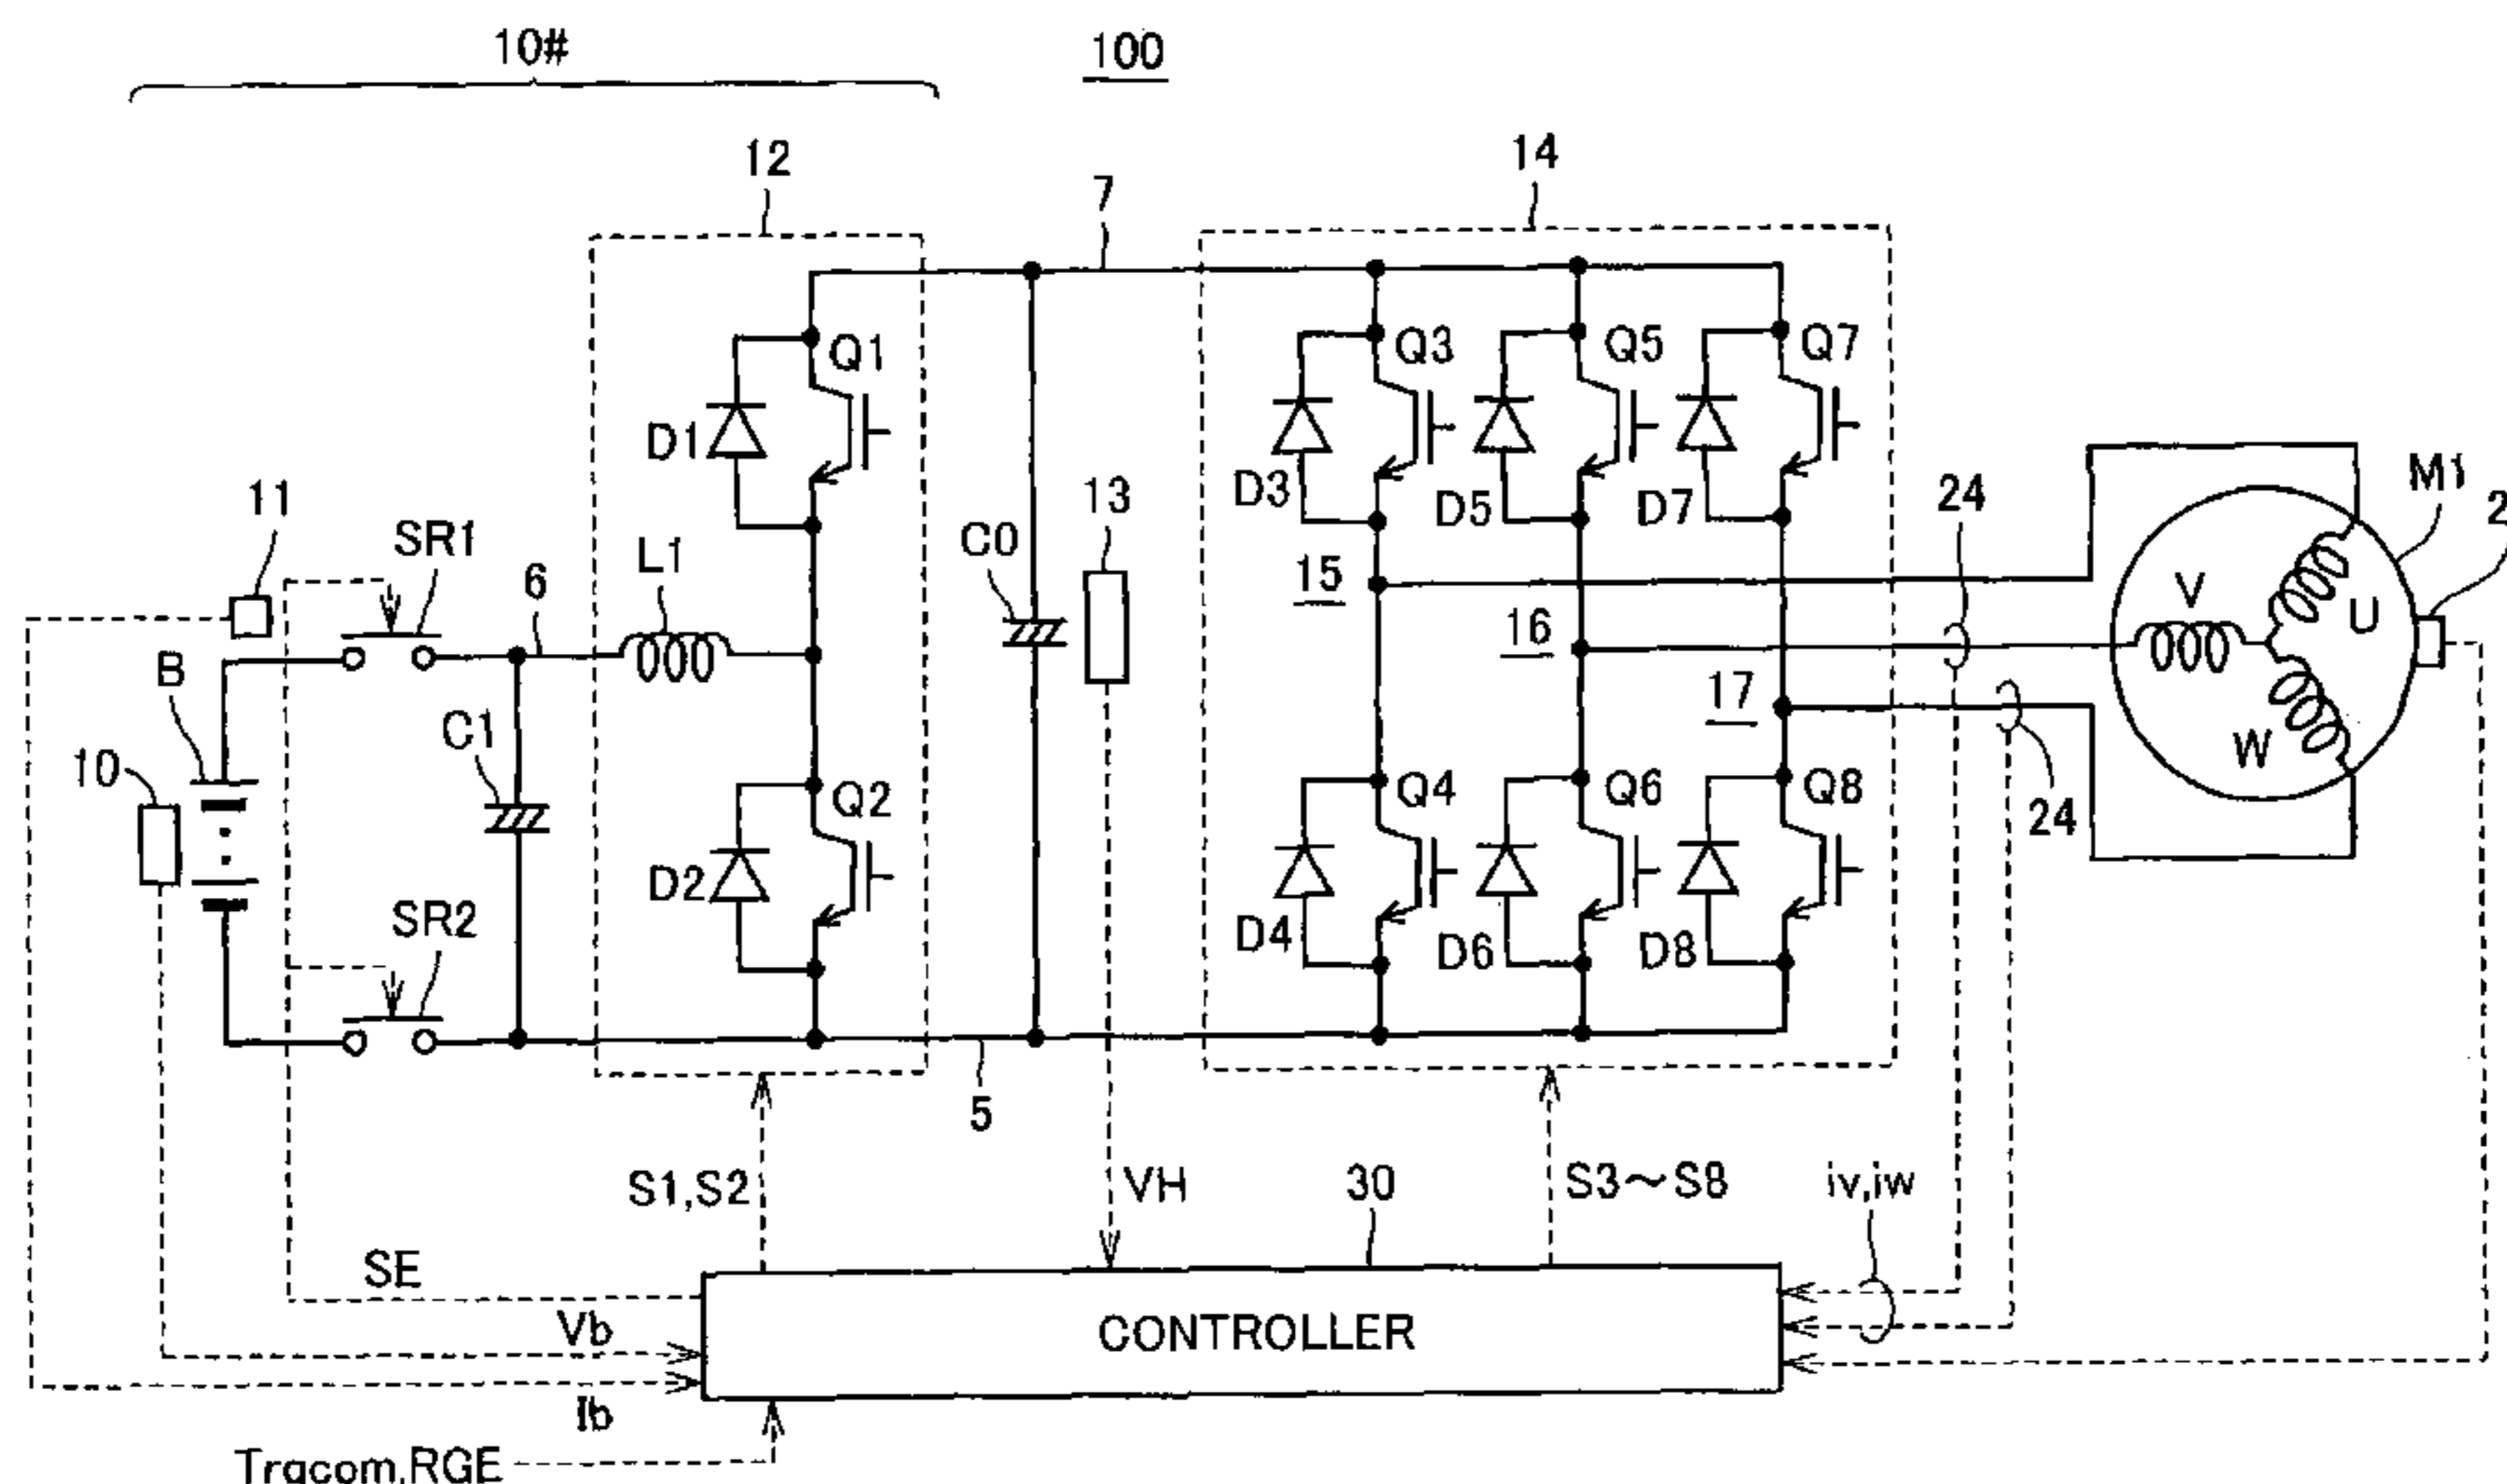 10#
100
12
14
7
Q1
Q3
Q5
Q7
D1
D3
D5
D7
13
24
M1
11
SR1
C0
L1
6
15
V
U
16
B
17
C1
W
10
Q2
Q4
Q6
Q8
24
D2
SR2
D4
D6
D8
5
S1,S2
VH
30
S3~S8
iv,iw
SE
Vb
CONTROLLER
Ib
Trqcom,RGE